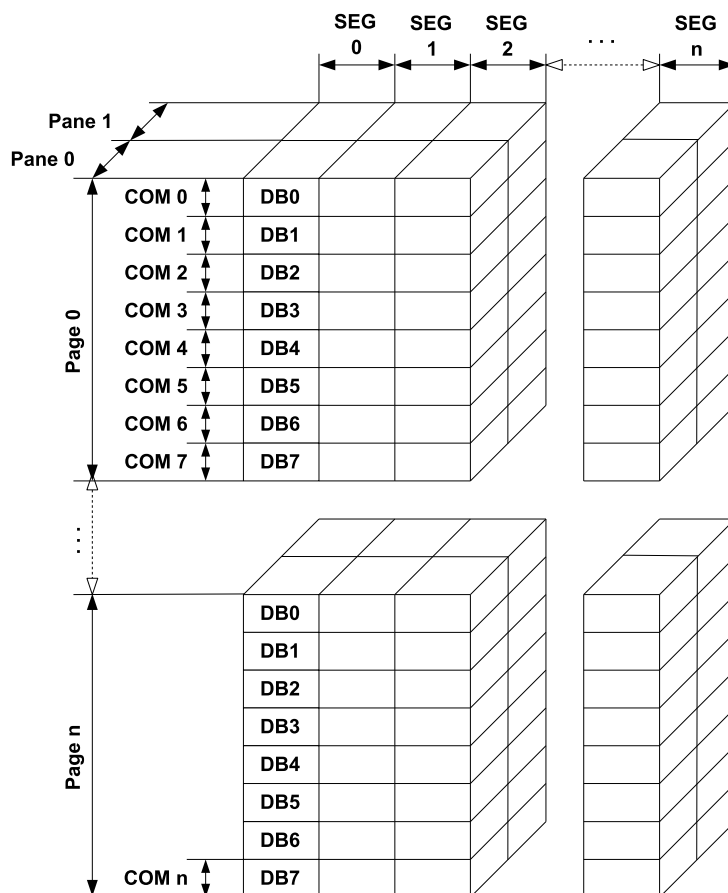 SEG 0
SEG 1
SEG 2
. . .
SEG n
Pane 1
Pane 0
Page 0
COM 0 DB0
COM 1 DB1
COM 2 DB2
COM 3 DB3
COM 4 DB4
COM 5 DB5
COM 6 DB6
COM 7 DB7
. . .
Page n
DB0
DB1
DB2
DB3
DB4
DB5
DB6
COM n DB7